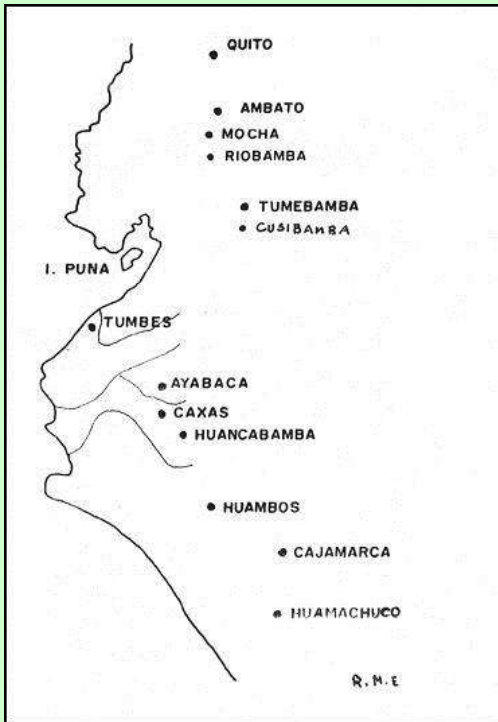 QUITO
AMBATO
MOCHA
RIOBAMBA
TUMEBAMBA
CUSIBAMBA
I. PUNA
TUMBES
AYABACA
CAXAS
HUANCABAMBA
HUAMBOS
CAJAMARCA
HUAMACHUCO
R.M.E